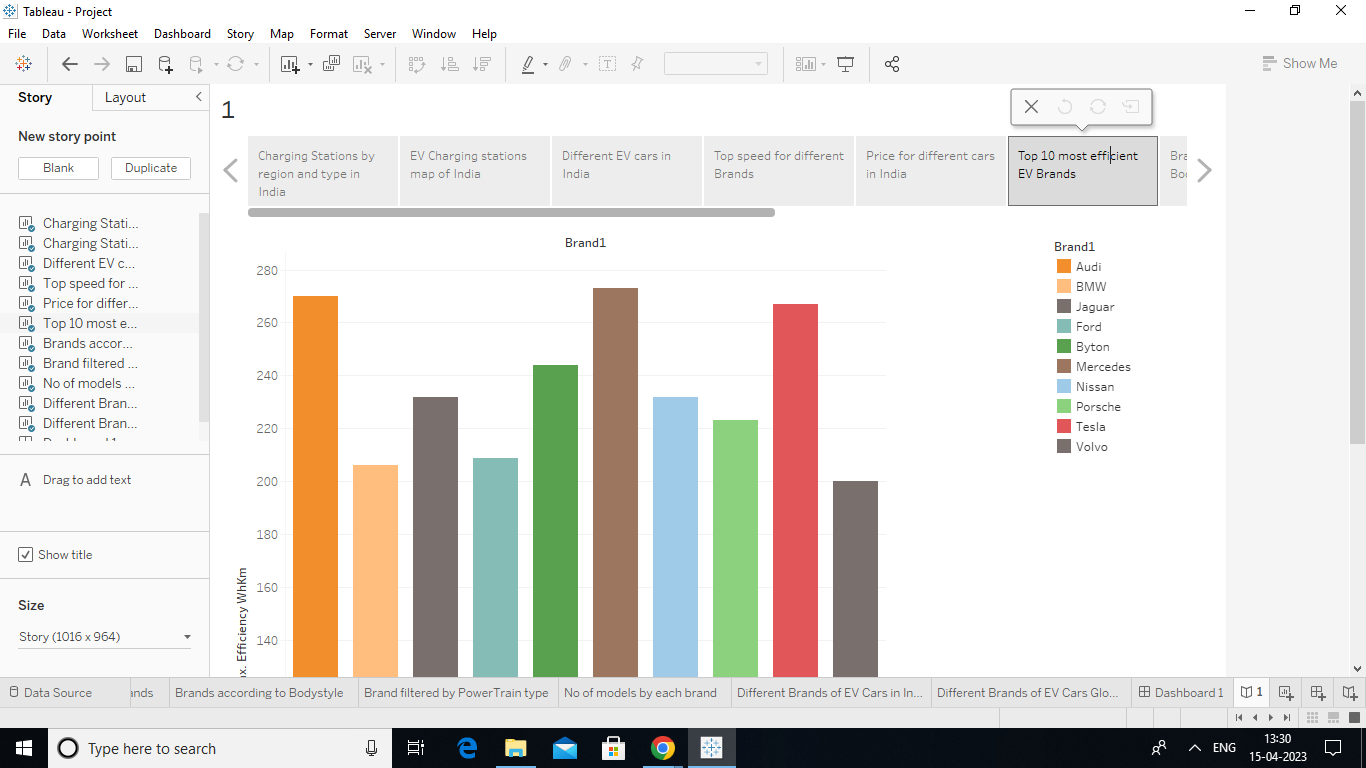 Tableau - Project
File Data Worksheet Dashboard Story Map Format Server Window Help
Show Me
Story Layout
New story point
Blank Duplicate
Charging Stati...
Charging Stati...
Different EV c...
Top speed for ...
Price for differ...
Top 10 most e...
Brands accor...
Brand filtered ...
No of models ...
Different Bran...
Different Bran...
A Drag to add text
Show title
Size
Story (1016 x 964)
1
Charging Stations by
region and type in
India
EV Charging stations
map of India
Different EV cars in
India
Top speed for different
Brands
Price for different cars
in India
Top 10 most efficient
EV Brands
Bra
Bo
Brand1
280
260
240
220
200
180
160
140
ax. Efficiency WhKm
Brand1
Audi
BMW
Jaguar
Ford
Byton
Mercedes
Nissan
Porsche
Tesla
Volvo
Data Source ands Brands according to Bodystyle Brand filtered by PowerTrain type No of models by each brand Different Brands of EV Cars in In... Different Brands of EV Cars Glo... Dashboard 1 1
Type here to search
ENG
13:30
15-04-2023